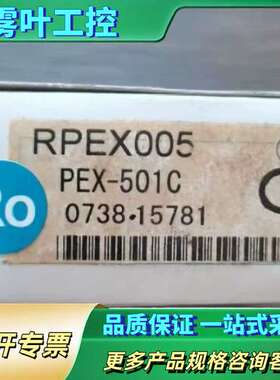 雾叶工控
RPEX005
PEX-501C
Ro
0738·15781
品质保证 一站式采
开专票
更多产品规格咨询客